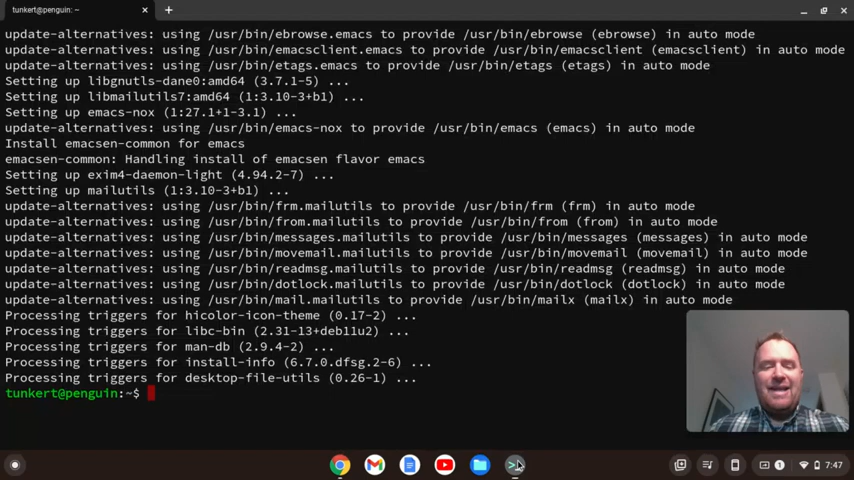 tunkert@penguin: ~
update-alternatives: using /usr/bin/ebrowse.emacs to provide /usr/bin/ebrowse (ebrowse) in auto mode
update-alternatives: using /usr/bin/emacsclient.emacs to provide /usr/bin/emacsclient (emacsclient) in auto mode
update-alternatives: using /usr/bin/etags.emacs to provide /usr/bin/etags (etags) in auto mode
Setting up libgnutls-dane0:amd64 (3.7.1-5) ...
Setting up libmailutils7:amd64 (1:3.10-3+b1) ...
Setting up emacs-nox (1:27.1+1-3.1) ...
update-alternatives: using /usr/bin/emacs-nox to provide /usr/bin/emacs (emacs) in auto mode
Install emacsen-common for emacs
emacsen-common: Handling install of emacsen flavor emacs
Setting up exim4-daemon-light (4.94.2-7) ...
Setting up mailutils (1:3.10-3+b1) ...
update-alternatives: using /usr/bin/frm.mailutils to provide /usr/bin/frm (frm) in auto mode
update-alternatives: using /usr/bin/from.mailutils to provide /usr/bin/from (from) in auto mode
update-alternatives: using /usr/bin/messages.mailutils to provide /usr/bin/messages (messages) in auto mode
update-alternatives: using /usr/bin/movemail.mailutils to provide /usr/bin/movemail (movemail) in auto mode
update-alternatives: using /usr/bin/readmsg.mailutils to provide /usr/bin/readmsg (readmsg) in auto mode
update-alternatives: using /usr/bin/dotlock.mailutils to provide /usr/bin/dotlock (dotlock) in auto mode
update-alternatives: using /usr/bin/mail.mailutils to provide /usr/bin/mailx (mailx) in auto mode
Processing triggers for hicolor-icon-theme (0.17-2) ...
Processing triggers for libc-bin (2.31-13+deb11u2) ...
Processing triggers for man-db (2.9.4-2) ...
Processing triggers for install-info (6.7.0.dfsg.2-6) ...
Processing triggers for desktop-file-utils (0.26-1) ...
tunkert@penguin:~$
1 7:47